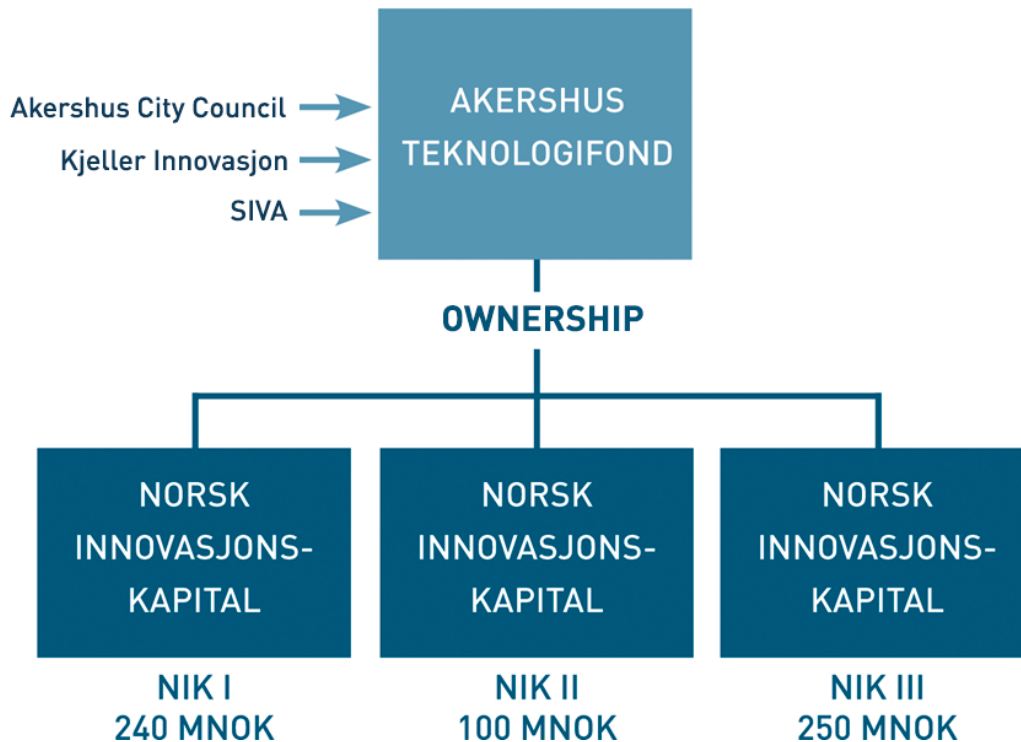 AKERSHUS
TEKNOLOGIFOND
Akershus City Council
Kjeller Innovasjon
SIVA
OWNERSHIP
NORSK
INNOVASJONS-
KAPITAL
NIK I
240 MNOK
NORSK
INNOVASJONS-
KAPITAL
NIK II
100 MNOK
NORSK
INNOVASJONS-
KAPITAL
NIK III
250 MNOK